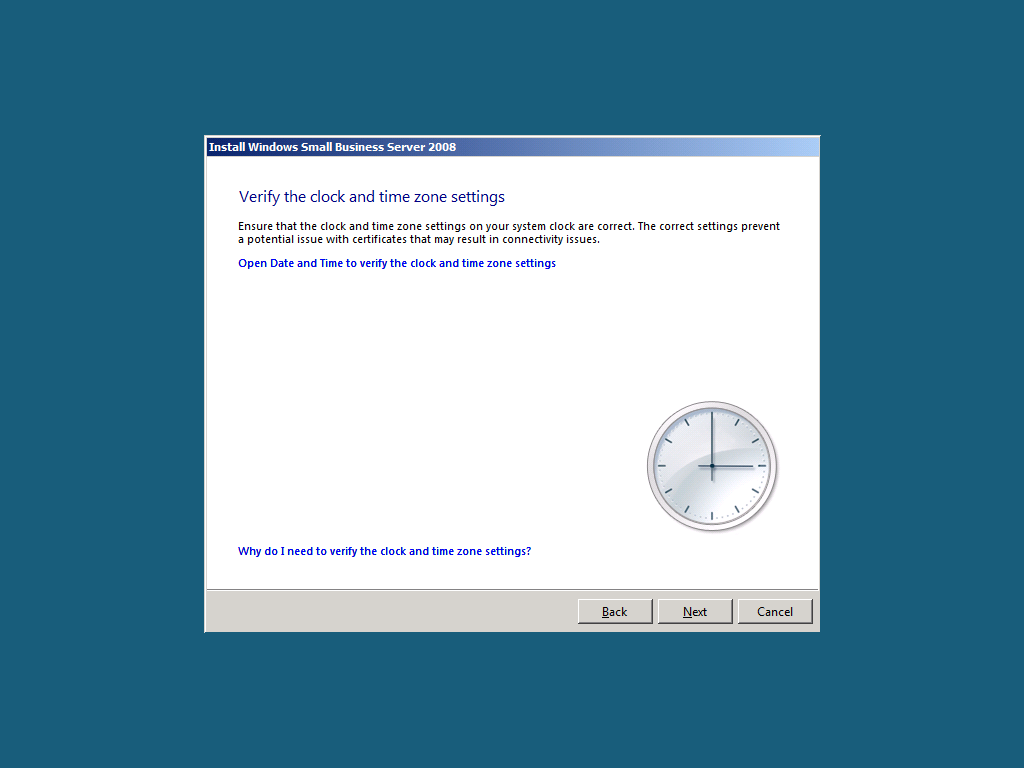 Install Windows Small Business Server 2008
Verify the clock and time zone settings
Ensure that the clock and time zone settings on your system clock are correct. The correct settings prevent
a potential issue with certificates that may result in connectivity issues.
Open Date and Time to verify the clock and time zone settings
Why do I need to verify the clock and time zone settings?
Back Next Cancel